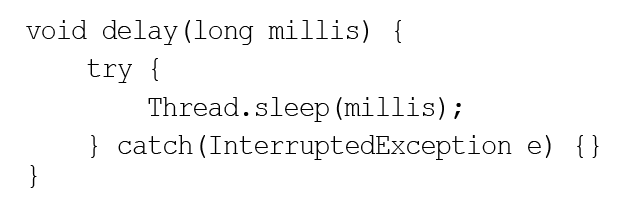 void delay(long millis) {
    try {
        Thread.sleep(millis);
    } catch(InterruptedException e) {}
}